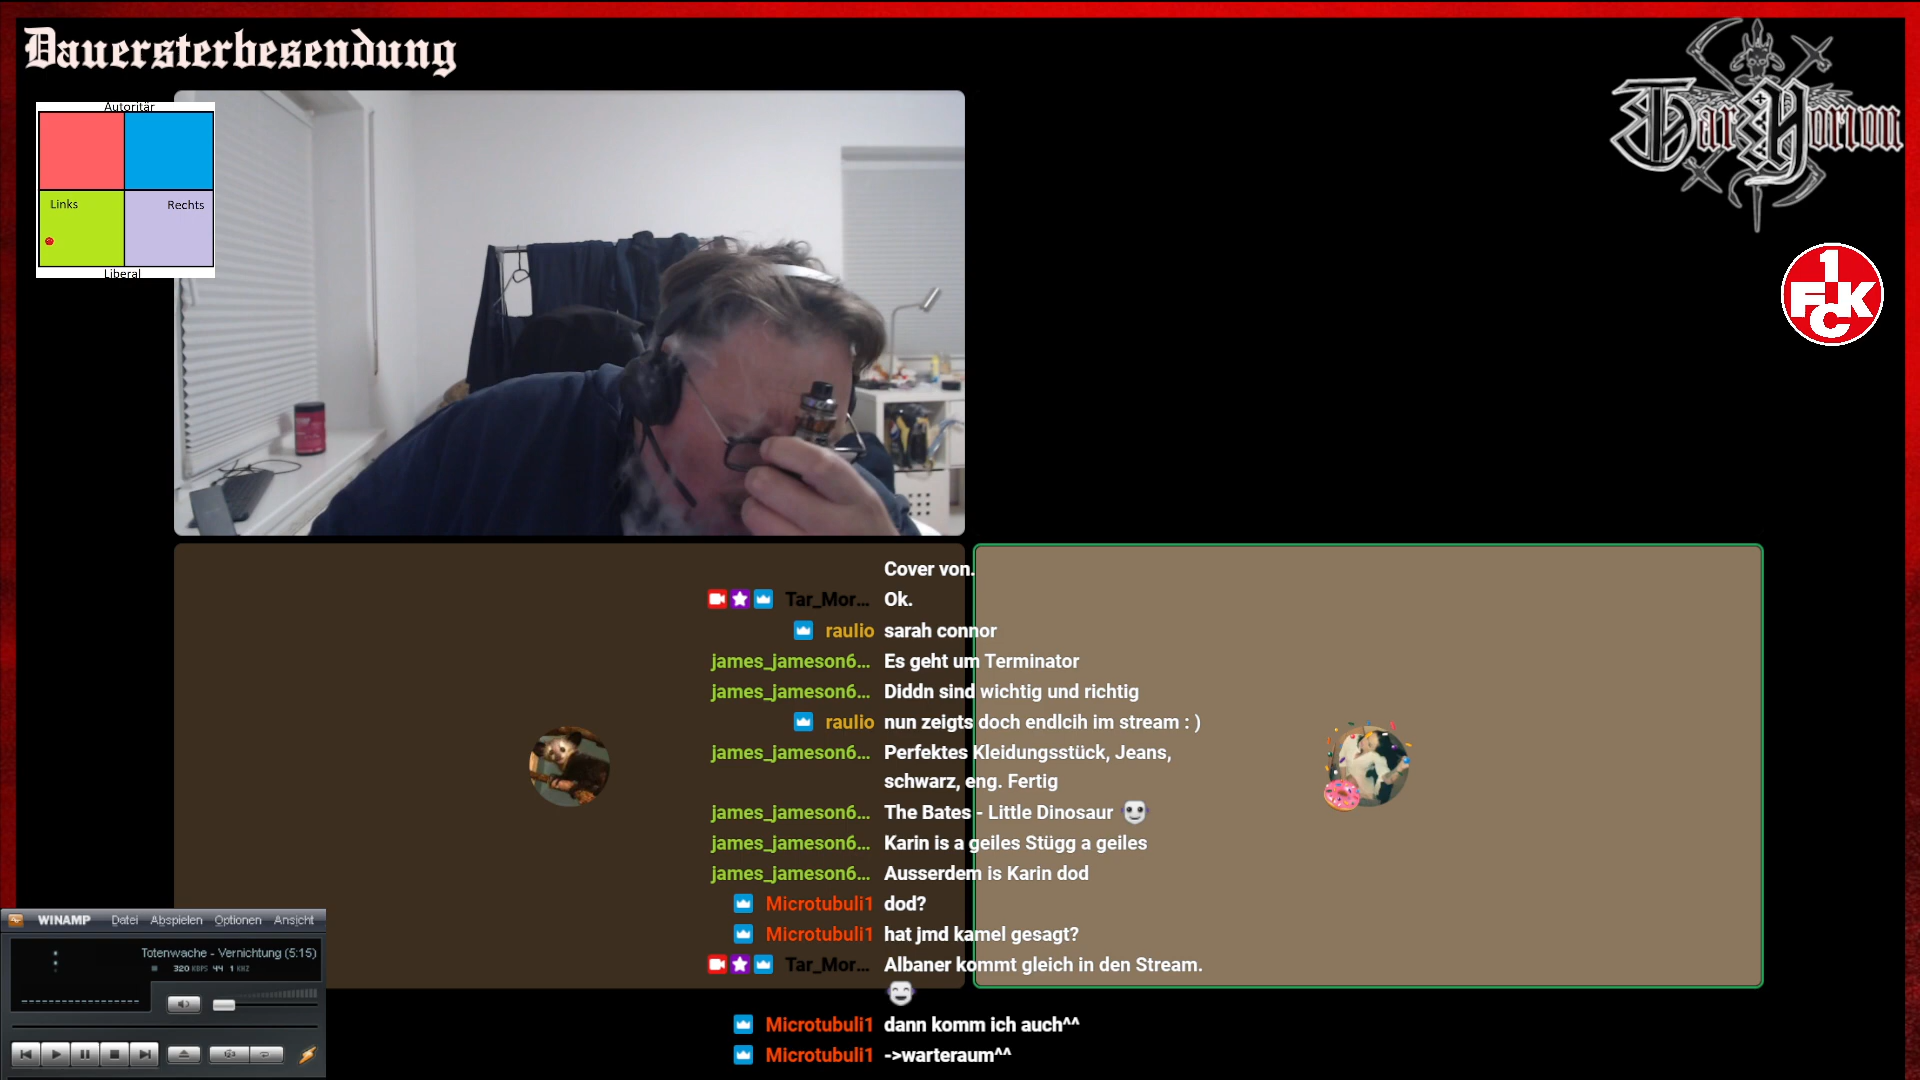 Dauersterbesendung
Tar Morion
Autoritär
Links
Rechts
Liberal
1
FCK
Cover von.
Tar_Mor... Ok.
raulio sarah connor
james_jameson6... Es geht um Terminator
james_jameson6... Diddn sind wichtig und richtig
raulio nun zeigts doch endlcih im stream : )
james_jameson6... Perfektes Kleidungsstück, Jeans,
schwarz, eng. Fertig
james_jameson6... The Bates - Little Dinosaur
james_jameson6... Karin is a geiles Stügg a geiles
james_jameson6... Ausserdem is Karin dod
Microtubuli1 dod?
Microtubuli1 hat jmd kamel gesagt?
Tar_Mor... Albaner kommt gleich in den Stream.
Microtubuli1 dann komm ich auch^^
Microtubuli1 ->warteraum^^
WINAMP Datei Abspielen Optionen Ansicht
Totenwache - Vernichtung (5:15)
320 KBPS 44 1 KHZ